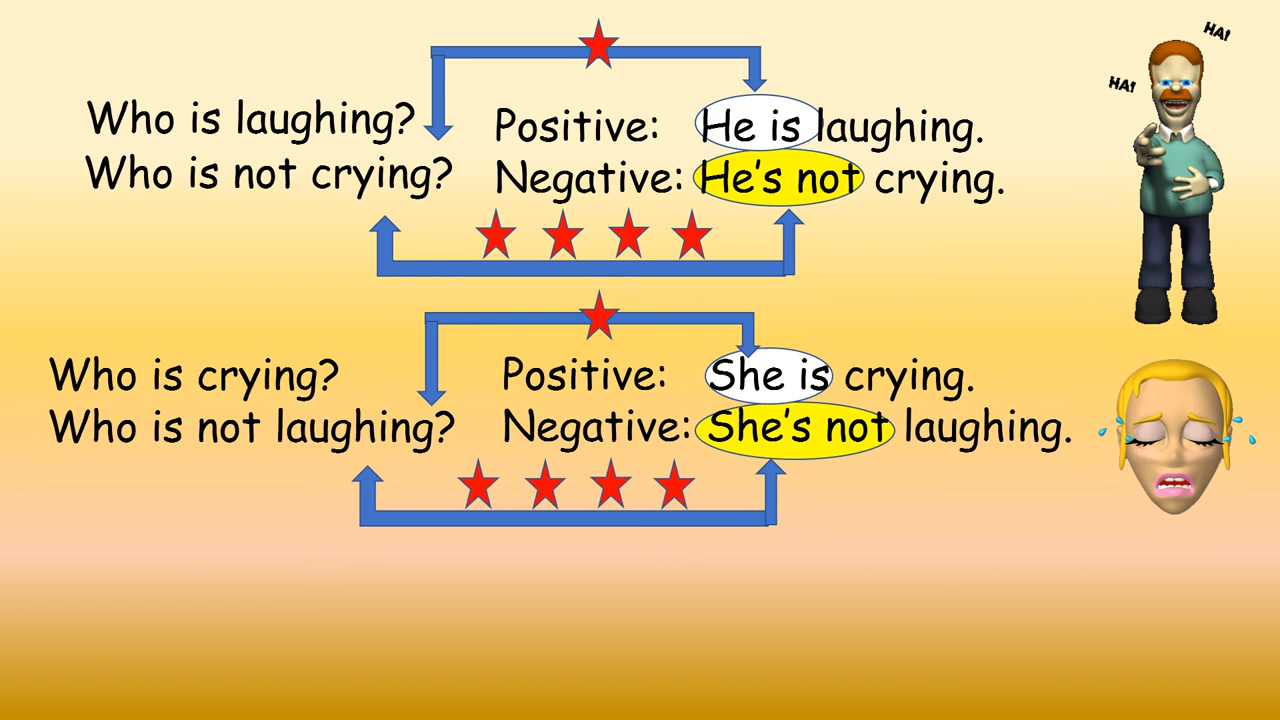 HA!
HA!
Who is laughing?
Who is not crying?
Positive: He is laughing.
Negative: He's not crying.
Who is crying?
Who is not laughing?
Positive: She is crying.
Negative: She's not laughing.